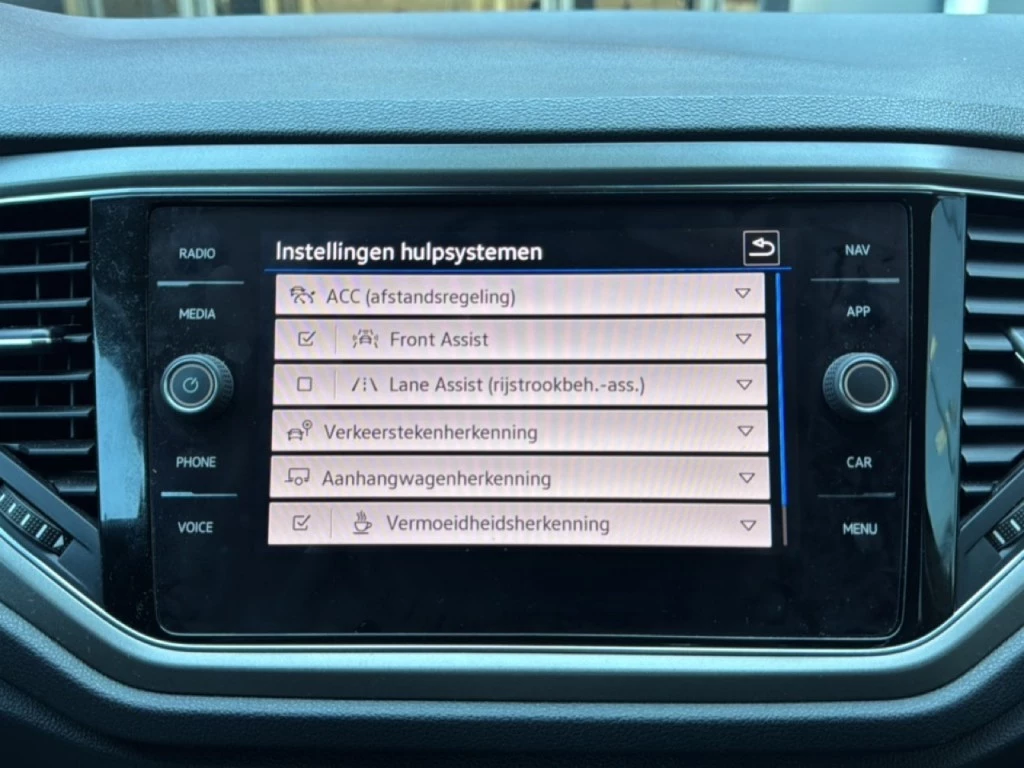 RADIO
MEDIA
PHONE
VOICE
Instellingen hulpsystemen
ACC (afstandsregeling)
Front Assist
Lane Assist (rijstrookbeh.-ass.)
Verkeerstekenherkenning
Aanhangwagenherkenning
Vermoeidheidsherkenning
NAV
APP
CAR
MENU